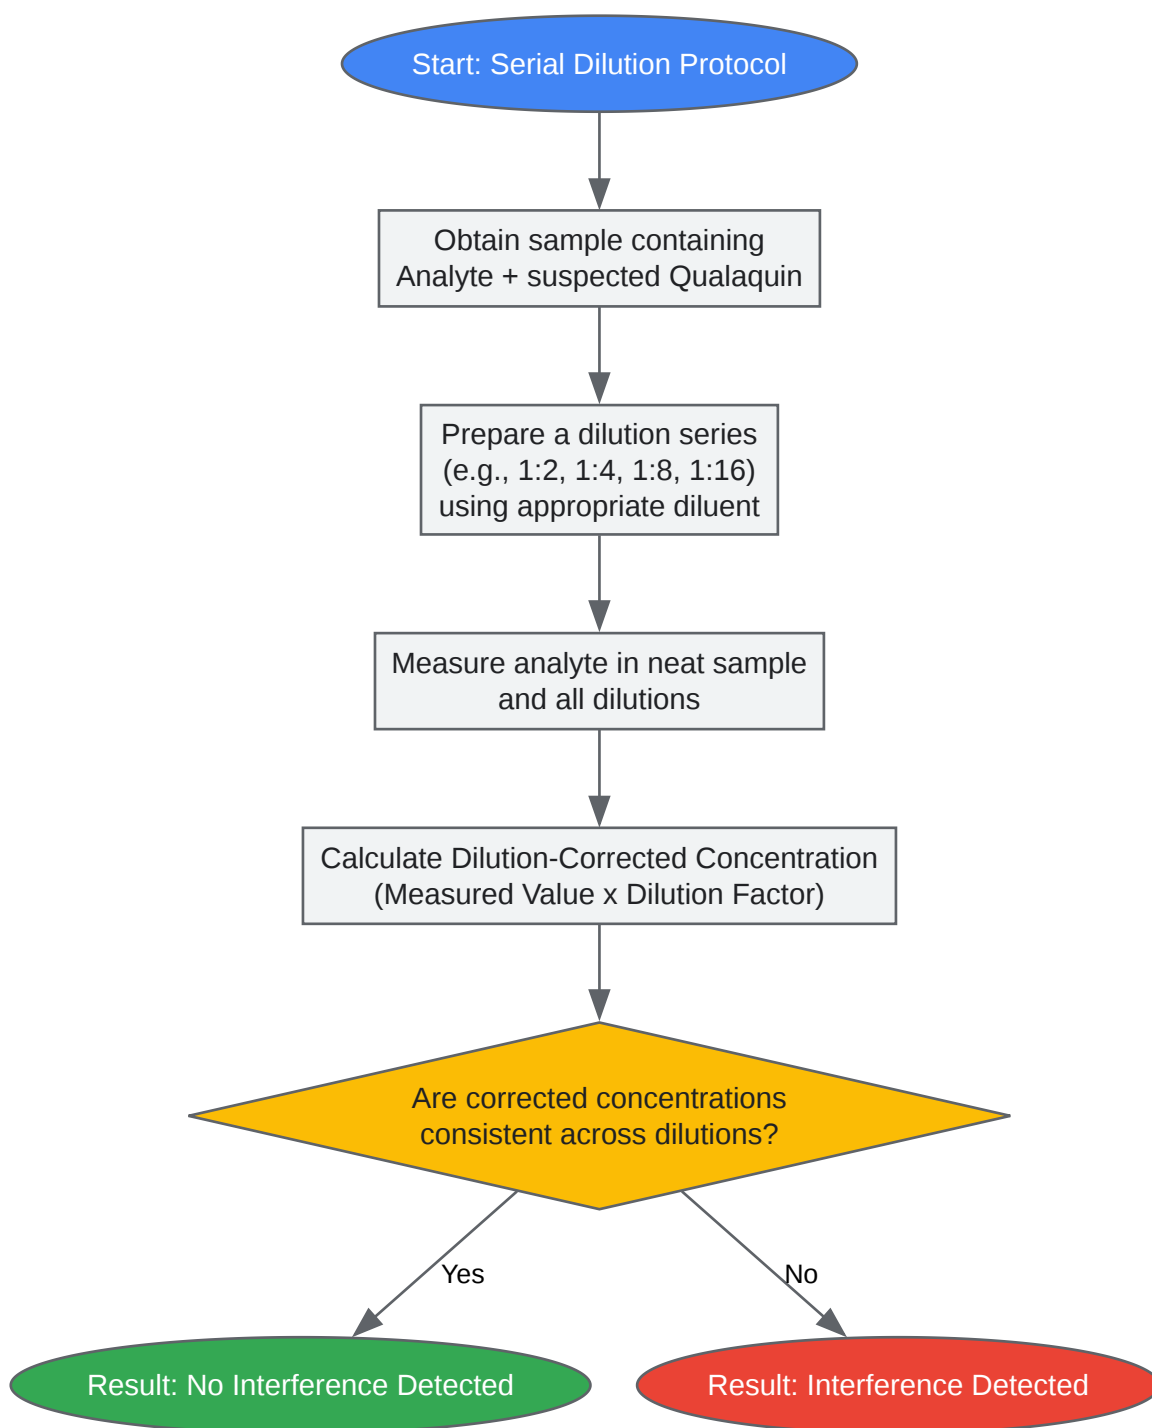 Start: Serial Dilution Protocol
Obtain sample containing
Analyte + suspected Qualaquin
Prepare a dilution series
(e.g., 1:2, 1:4, 1:8, 1:16)
using appropriate diluent
Measure analyte in neat sample
and all dilutions
Calculate Dilution-Corrected Concentration
(Measured Value x Dilution Factor)
Are corrected concentrations
consistent across dilutions?
Yes
No
Result: No Interference Detected
Result: Interference Detected